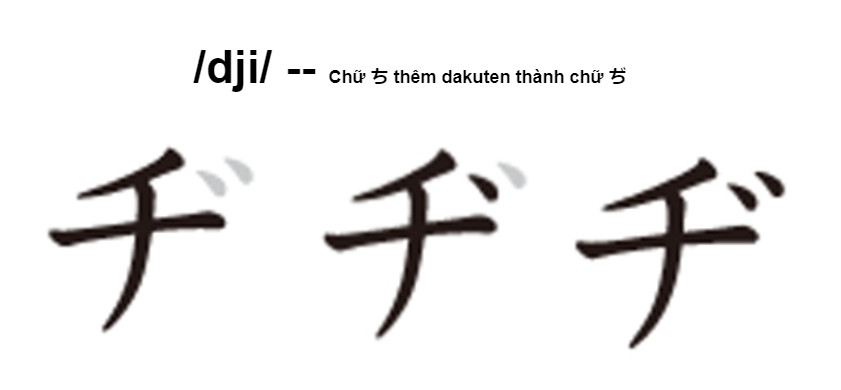 /dji/ -- Chữ ち thêm dakuten thành chữ ぢ
ヂ ヂ ヂ